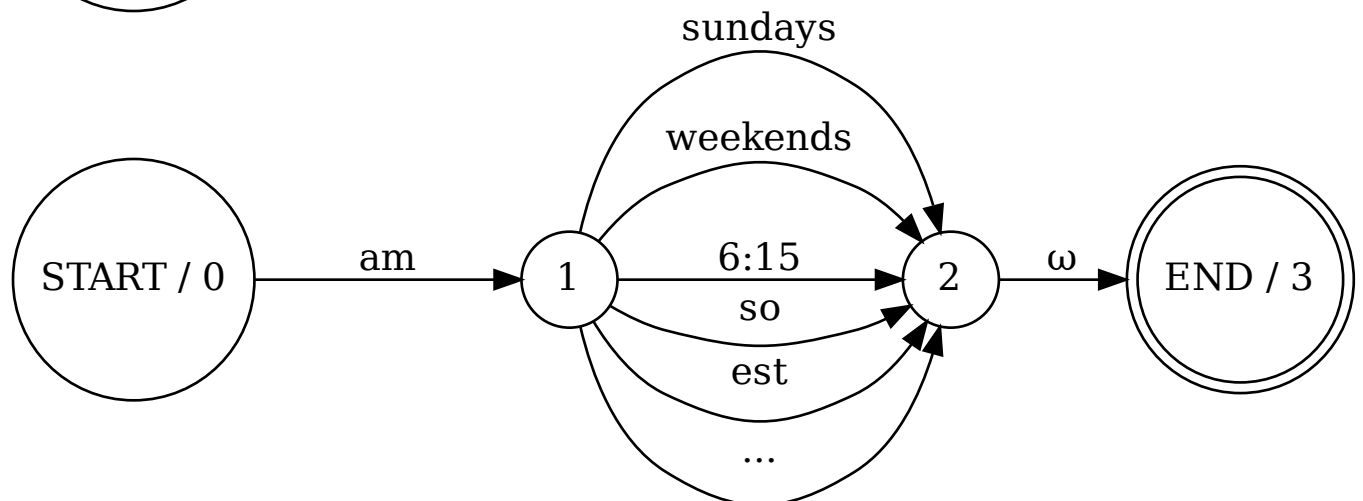 sundays
weekends
START / 0 am 1 6:15 2 ω END / 3
so
est
...